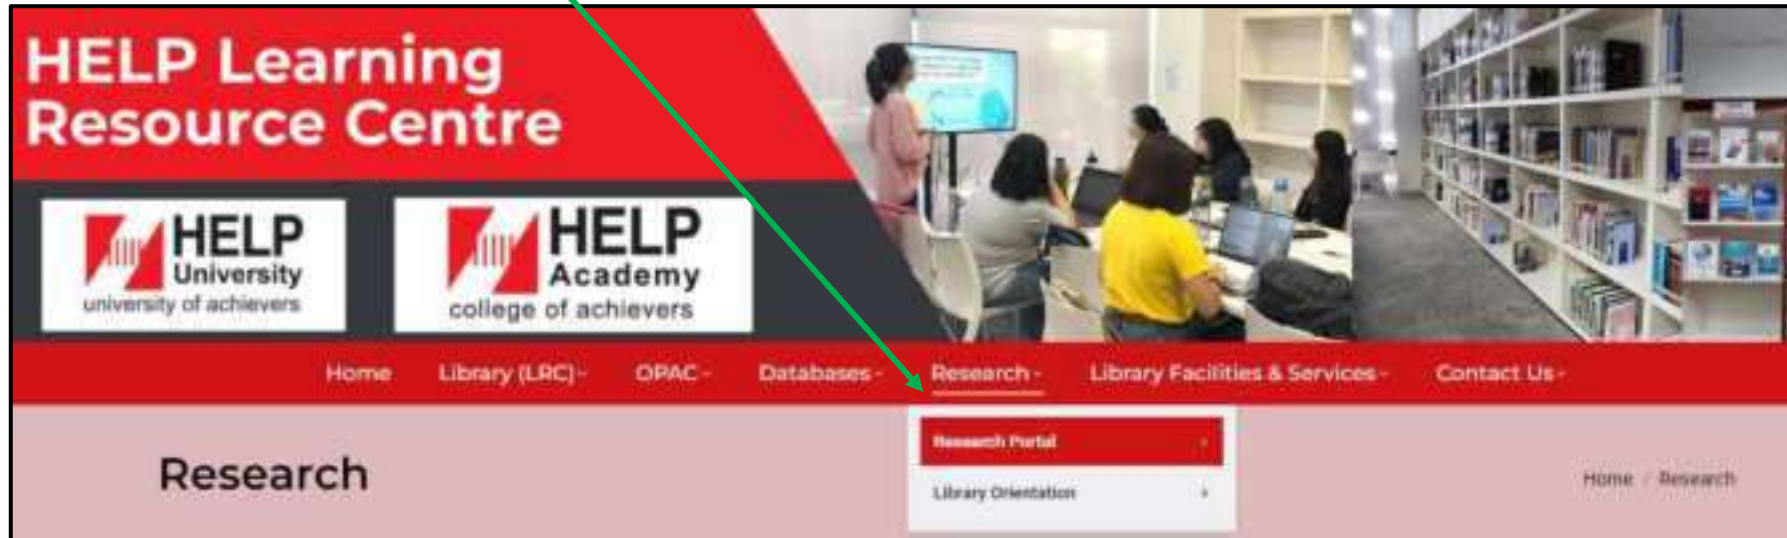 HELP Learning
Resource Centre
HELP
University
university of achievers
HELP
Academy
college of achievers
Home Library (LRC) OPAC Databases Research Library Facilities & Services Contact Us
Research Portal
Research
Library Orientation
Home / Research